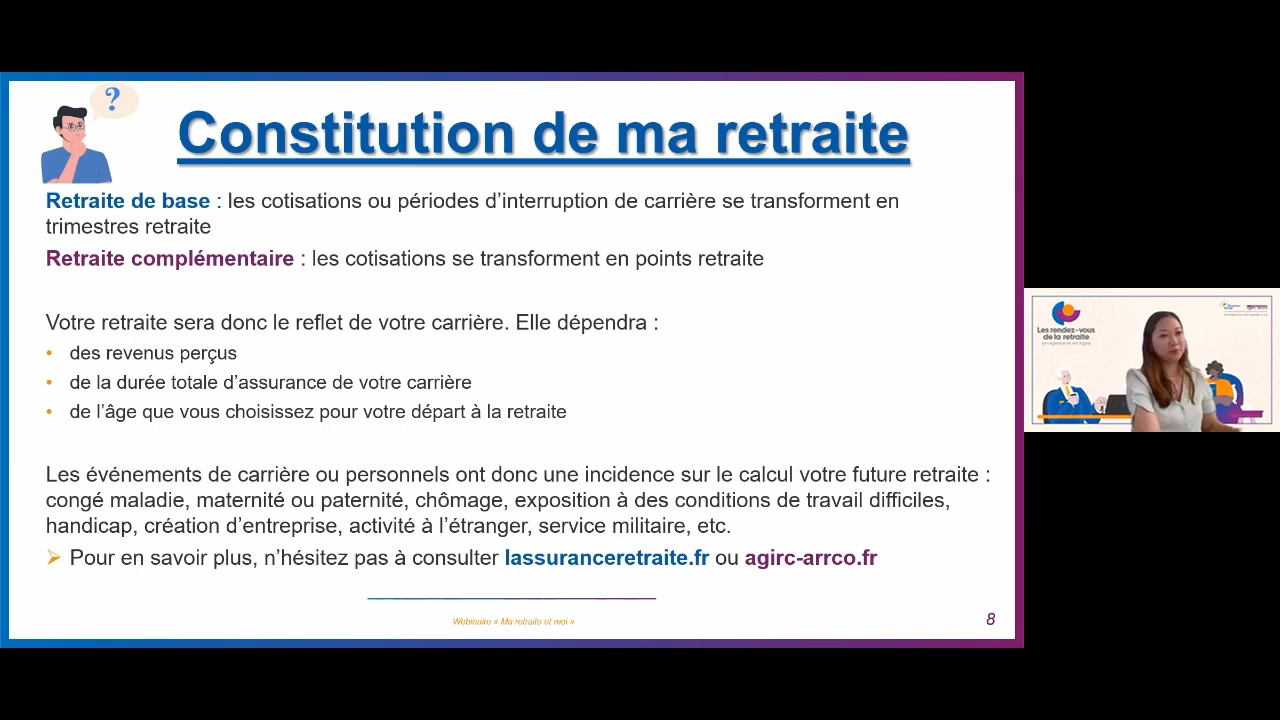 ?
Constitution de ma retraite
Retraite de base : les cotisations ou périodes d’interruption de carrière se transforment en
trimestres retraite
Retraite complémentaire : les cotisations se transforment en points retraite
Votre retraite sera donc le reflet de votre carrière. Elle dépendra :
• des revenus perçus
• de la durée totale d’assurance de votre carrière
• de l’âge que vous choisissez pour votre départ à la retraite
Les événements de carrière ou personnels ont donc une incidence sur le calcul votre future retraite :
congé maladie, maternité ou paternité, chômage, exposition à des conditions de travail difficiles,
handicap, création d’entreprise, activité à l’étranger, service militaire, etc.
➢ Pour en savoir plus, n’hésitez pas à consulter lassuranceretraite.fr ou agirc-arrco.fr
Webinaire « Ma retraite et moi »
8
Les rendez-vous
de la retraite
en agence et en ligne